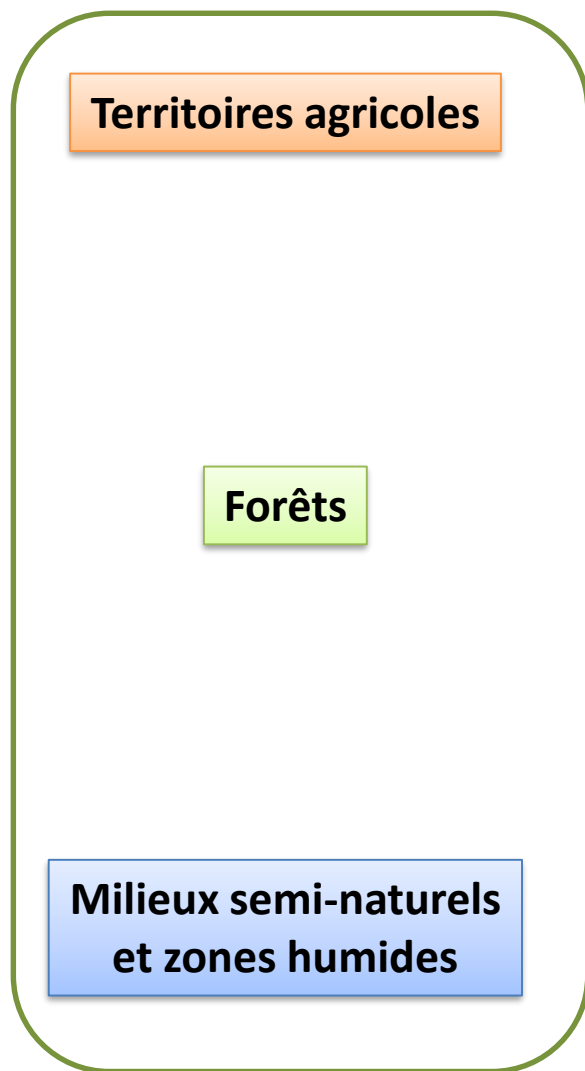 Territoires agricoles
Forêts
Milieux semi-naturels
et zones humides